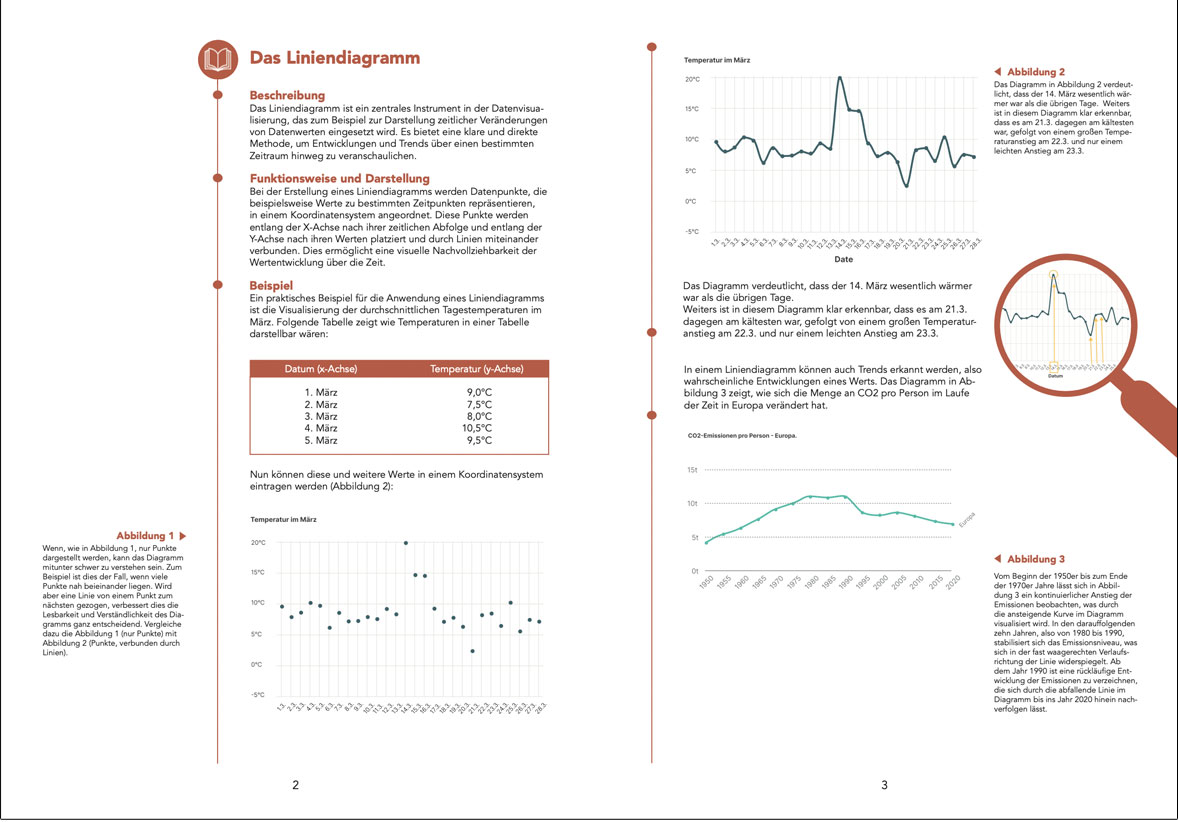 Das Liniendiagramm
Beschreibung
Das Liniendiagramm ist ein zentrales Instrument in der Datenvisua-
lisierung, das zum Beispiel zur Darstellung zeitlicher Veränderungen
von Datenwerten eingesetzt wird. Es bietet eine klare und direkte
Methode, um Entwicklungen und Trends über einen bestimmten
Zeitraum hinweg zu veranschaulichen.
Funktionsweise und Darstellung
Bei der Erstellung eines Liniendiagramms werden Datenpunkte, die
beispielsweise Werte zu bestimmten Zeitpunkten repräsentieren,
in einem Koordinatensystem angeordnet. Diese Punkte werden
entlang der X-Achse nach ihrer zeitlichen Abfolge und entlang der
Y-Achse nach ihren Werten platziert und durch Linien miteinander
verbunden. Dies ermöglicht eine visuelle Nachvollziehbarkeit der
Wertentwicklung über die Zeit.
Beispiel
Ein praktisches Beispiel für die Anwendung eines Liniendiagramms
ist die Visualisierung der durchschnittlichen Tagestemperaturen im
März. Folgende Tabelle zeigt wie Temperaturen in einer Tabelle
darstellbar wären:
Datum (x-Achse) Temperatur (y-Achse)
1. März 9,0°C
2. März 7,5°C
3. März 8,0°C
4. März 10,5°C
5. März 9,5°C
Nun können diese und weitere Werte in einem Koordinatensystem
eintragen werden (Abbildung 2):
Abbildung 1
Wenn, wie in Abbildung 1, nur Punkte
dargestellt werden, kann das Diagramm
mitunter schwer zu verstehen sein. Zum
Beispiel ist dies der Fall, wenn viele
Punkte nah beieinander liegen. Wird
aber eine Linie von einem Punkt zum
nächsten gezogen, verbessert dies die
Lesbarkeit und Verständlichkeit des Dia-
gramms ganz entscheidend. Vergleiche
dazu die Abbildung 1 (nur Punkte) mit
Abbildung 2 (Punkte, verbunden durch
Linien).
Temperatur im März
20°C
15°C
10°C
5°C
0°C
-5°C
1.3. 2.3. 3.3. 4.3. 5.3. 6.3. 7.3. 8.3. 9.3. 10.3. 11.3. 12.3. 13.3. 14.3. 15.3. 16.3. 17.3. 18.3. 19.3. 20.3. 21.3. 22.3. 23.3. 24.3. 25.3. 26.3. 27.3. 28.3.
2
Temperatur im März
20°C
15°C
10°C
5°C
0°C
-5°C
1.3. 2.3. 3.3. 4.3. 5.3. 6.3. 7.3. 8.3. 9.3. 10.3. 11.3. 12.3. 13.3. 14.3. 15.3. 16.3. 17.3. 18.3. 19.3. 20.3. 21.3. 22.3. 23.3. 24.3. 25.3. 26.3. 27.3. 28.3.
Date
Abbildung 2
Das Diagramm in Abbildung 2 verdeut-
licht, dass der 14. März wesentlich wär-
mer war als die übrigen Tage. Weiters
ist in diesem Diagramm klar erkennbar,
dass es am 21.3. dagegen am kältesten
war, gefolgt von einem großen Tempe-
raturanstieg am 22.3. und nur einem
leichten Anstieg am 23.3.
Das Diagramm verdeutlicht, dass der 14. März wesentlich wärmer
war als die übrigen Tage.
Weiters ist in diesem Diagramm klar erkennbar, dass es am 21.3.
dagegen am kältesten war, gefolgt von einem großen Temperatur-
anstieg am 22.3. und nur einem leichten Anstieg am 23.3.
Datum
In einem Liniendiagramm können auch Trends erkannt werden, also
wahrscheinliche Entwicklungen eines Werts. Das Diagramm in Ab-
bildung 3 zeigt, wie sich die Menge an CO2 pro Person im Laufe
der Zeit in Europa verändert hat.
CO2-Emissionen pro Person - Europa.
15t
10t
5t
0t
Europa
1950 1955 1960 1965 1970 1975 1980 1985 1990 1995 2000 2005 2010 2015 2020
Abbildung 3
Vom Beginn der 1950er bis zum Ende
der 1970er Jahre lässt sich in Abbil-
dung 3 ein kontinuierlicher Anstieg der
Emissionen beobachten, was durch
die ansteigende Kurve im Diagramm
visualisiert wird. In den darauffolgenden
zehn Jahren, also von 1980 bis 1990,
stabilisiert sich das Emissionsniveau, was
sich in der fast waagerechten Verlaufs-
richtung der Linie widerspiegelt. Ab
dem Jahr 1990 ist eine rückläufige Ent-
wicklung der Emissionen zu verzeichnen,
die sich durch die abfallende Linie im
Diagramm bis ins Jahr 2020 hinein nach-
verfolgen lässt.
3